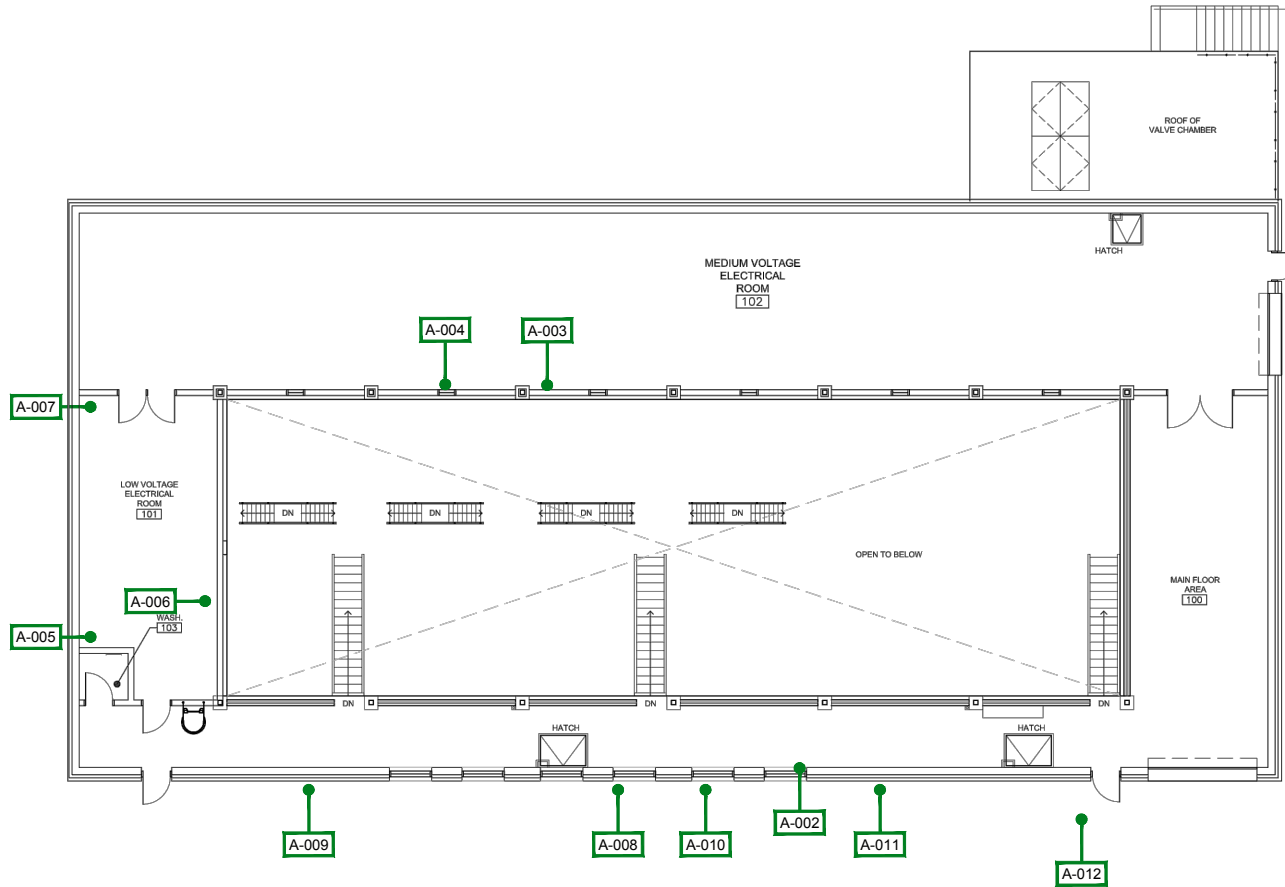 ROOF OF
VALVE CHAMBER
HATCH
MEDIUM VOLTAGE
ELECTRICAL
ROOM
102
A-004
A-003
A-007
LOW VOLTAGE
ELECTRICAL
ROOM
101
DN
DN
DN
DN
OPEN TO BELOW
MAIN FLOOR
AREA
100
A-006
WASH.
103
A-005
DN
DN
DN
HATCH
HATCH
A-002
A-009
A-008
A-010
A-011
A-012